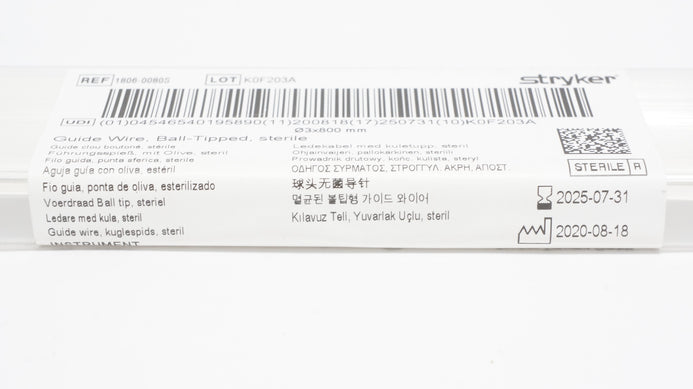 REF 1806 0080S LOT K0F203A stryker
UDI (01)04546540195890(11)200818(17)250731(10)K0F203A
Ø3x800 mm
Guide Wire, Ball-Tipped, sterile
Guide clou boutonné, stérile Ledekabel med kuletupp, steril
Führungsspieß, mit Olive, steril Ohjainvaijeri, pallokärkinen, steriili
Filo guida, punta sferica, sterile Prowadnik drutowy, końc. kulista, steryl
Aguja guía con oliva, estéril ΟΔΗΓΟΣ ΣΥΡΜΑΤΟΣ, ΣΤΡΟΓΓΥΛ. ΑΚΡΗ, ΑΠΟΣΤ.
STERILE R
Fio guia, ponta de oliva, esterilizado 球头无菌导针
Voerdraad Ball tip, steriel 멸균된 볼팁형 가이드 와이어
2025-07-31
Ledare med kula, steril Kılavuz Teli, Yuvarlak Uçlu, steril
Guide wire, kuglespids, steril
2020-08-18
INSTRUMENT